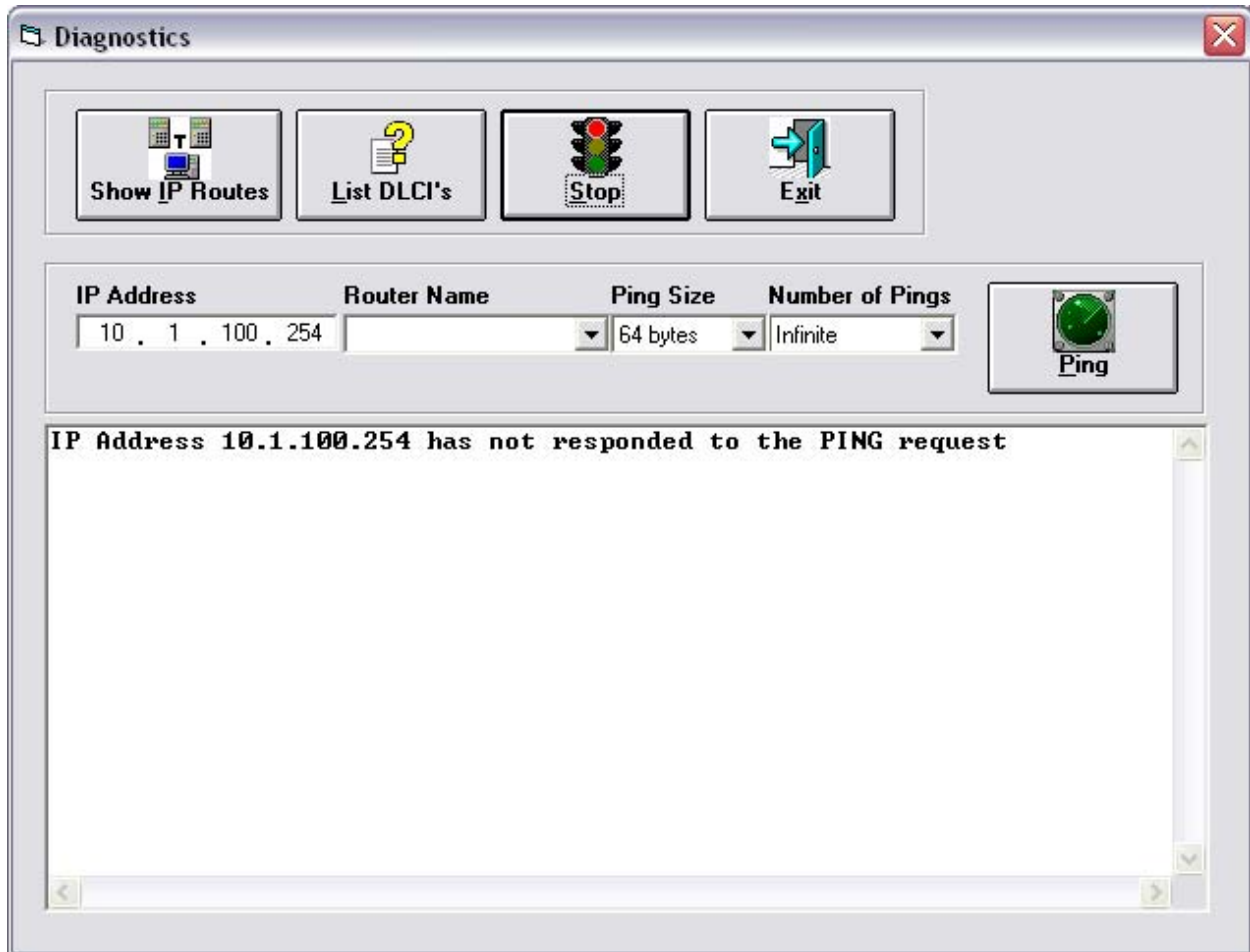 Diagnostics
Show IP Routes
List DLCI's
Stop
Exit
IP Address
Router Name
Ping Size
Number of Pings
10 . 1 . 100 . 254
64 bytes
Infinite
Ping
IP Address 10.1.100.254 has not responded to the PING request